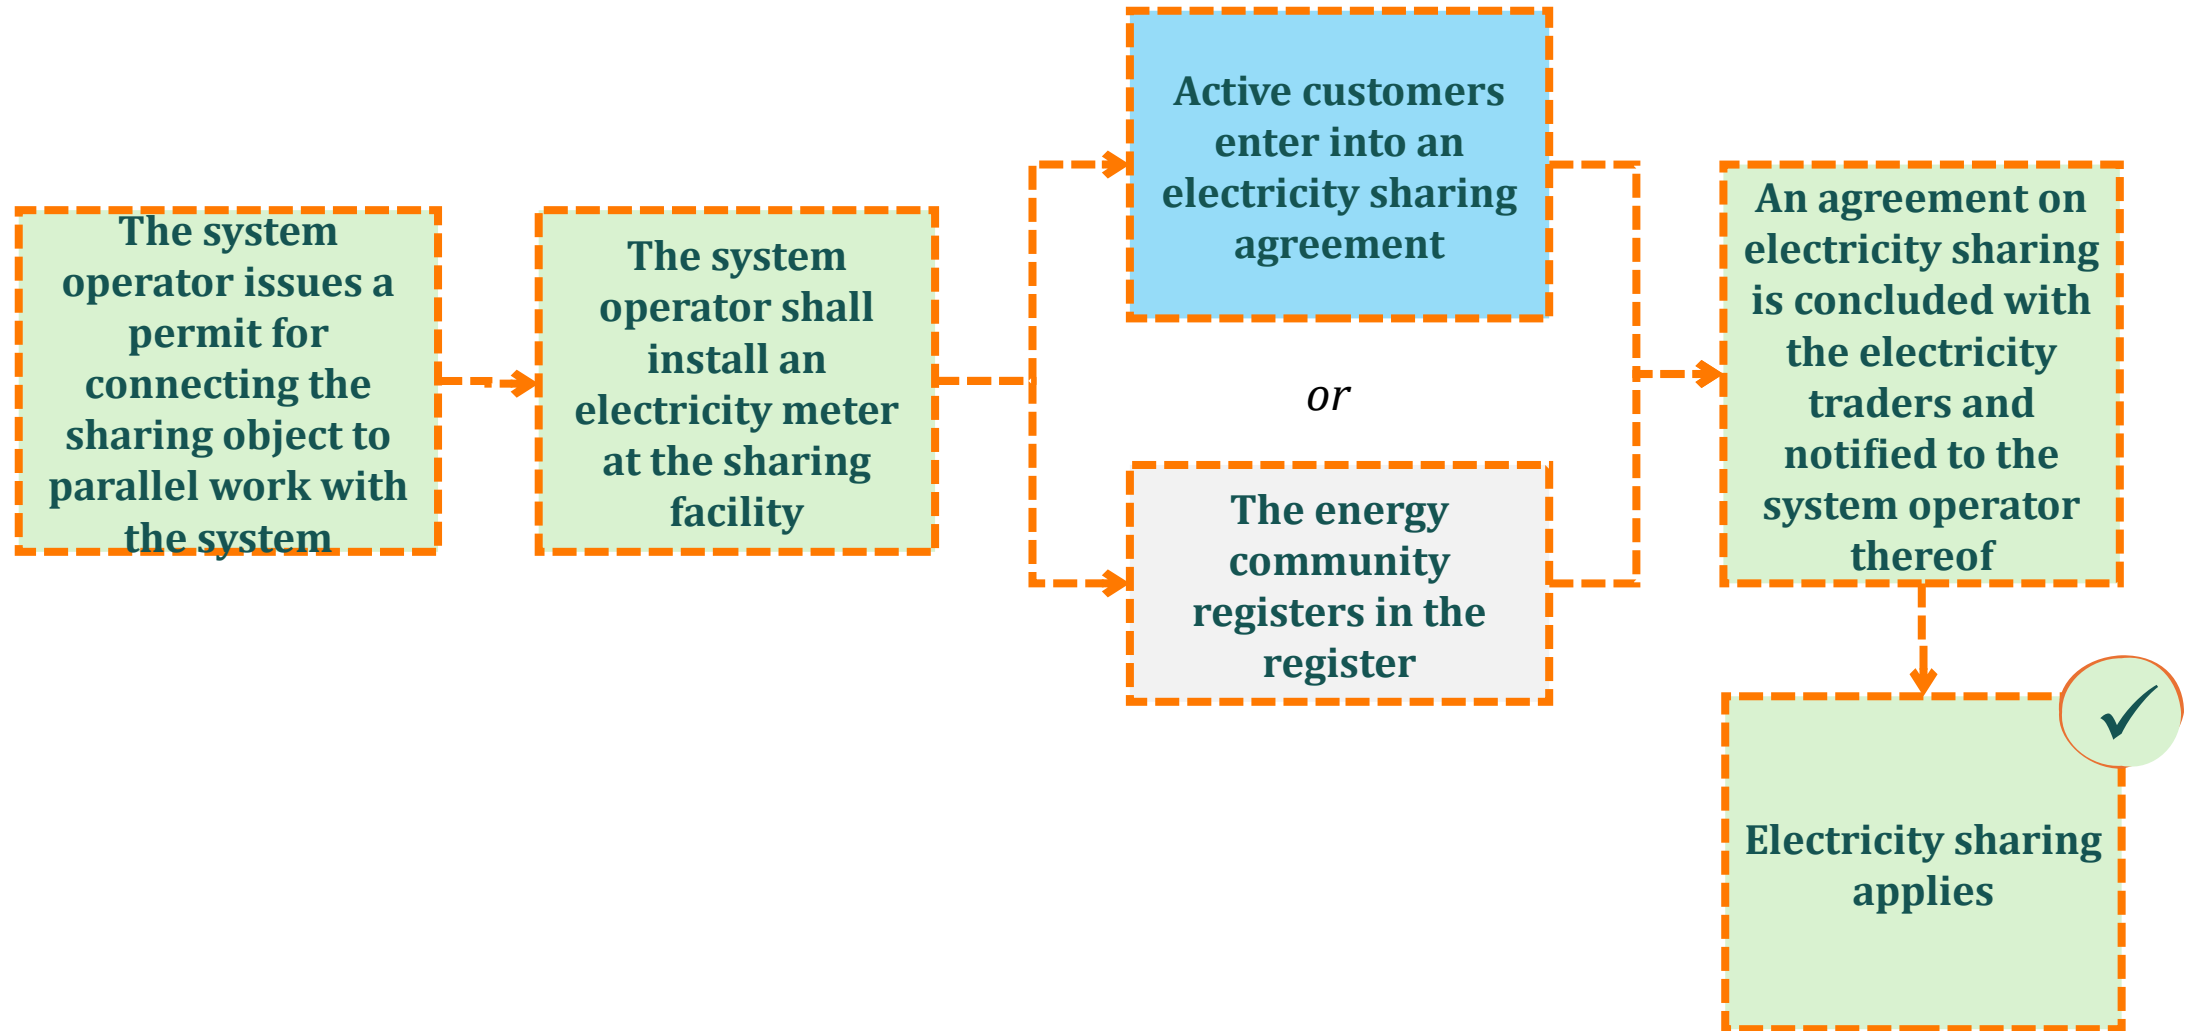 The system
operator issues a
permit for
connecting the
sharing object to
parallel work with
the system
The system
operator shall
install an
electricity meter
at the sharing
facility
Active customers
enter into an
electricity sharing
agreement
or
The energy
community
registers in the
register
An agreement on
electricity sharing
is concluded with
the electricity
traders and
notified to the
system operator
thereof
Electricity sharing
applies